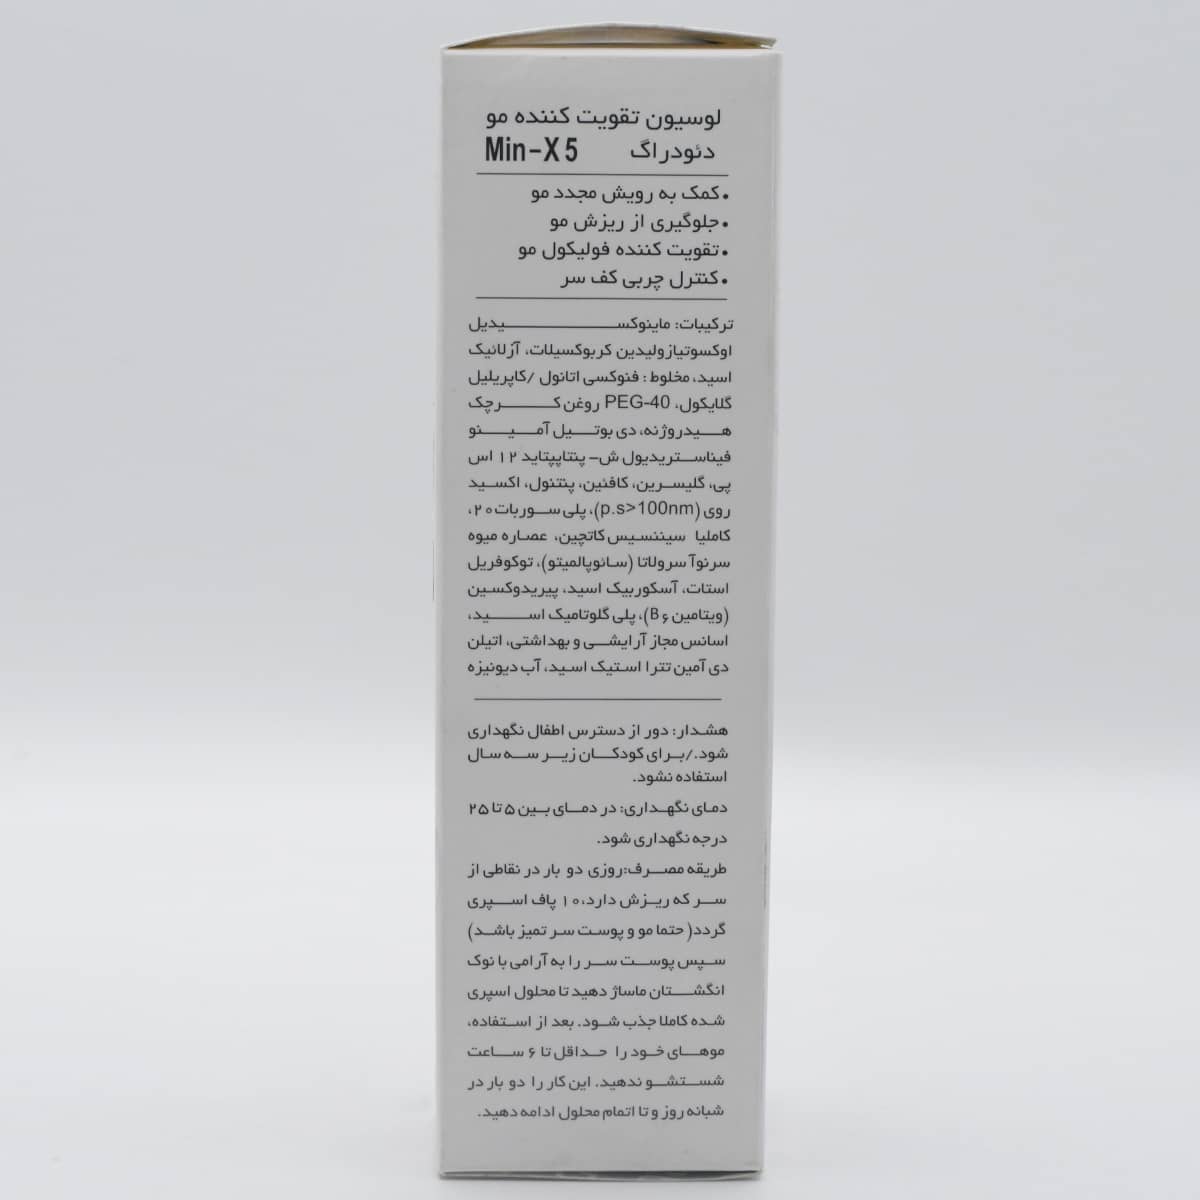 لوسیون تقویت کننده مو
دئودراگ Min-X5
• کمک به رویش مجدد مو
• جلوگیری از ریزش مو
• تقویت کننده فولیکول مو
• کنترل چربی کف سر
ترکیبات: ماینوکسیدیل
اوکسوتیازولیدین کربوکسیلات، آزلائیک
اسید، مخلوط : فنوکسی اتانول /کاپریلیل
گلایکول، PEG-40 روغن کرچک
هیدروژنه، دی بوتیل آمینو
فیناستریدیول ش- پنتاپپتاید ۱۲ اس
پی، گلیسرین، کافئین، پنتنول، اکسید
روی (p.s>100nm)، پلی سوربات۲۰،
کاملیا سیننسیس کاتچین، عصاره میوه
سرنوآ سرولاتا (سائوپالمیتو)، توکوفریل
استات، آسکوربیک اسید، پیریدوکسین
(ویتامین B۶)، پلی گلوتامیک اسید،
اسانس مجاز آرایشی و بهداشتی، اتیلن
دی آمین تترا استیک اسید، آب دیونیزه
هشدار: دور از دسترس اطفال نگهداری
شود./برای کودکان زیر سه سال
استفاده نشود.
دمای نگهداری: در دمای بین ۵ تا ۲۵
درجه نگهداری شود.
طریقه مصرف:روزی دو بار در نقاطی از
سر که ریزش دارد،۱۰ پاف اسپری
گردد( حتما مو و پوست سر تمیز باشد)
سپس پوست سر را به آرامی با نوک
انگشتان ماساژ دهید تا محلول اسپری
شده کاملا جذب شود. بعد از استفاده،
موهای خود را حداقل تا ۶ ساعت
شستشو ندهید. این کار را دو بار در
شبانه روز و تا اتمام محلول ادامه دهید.